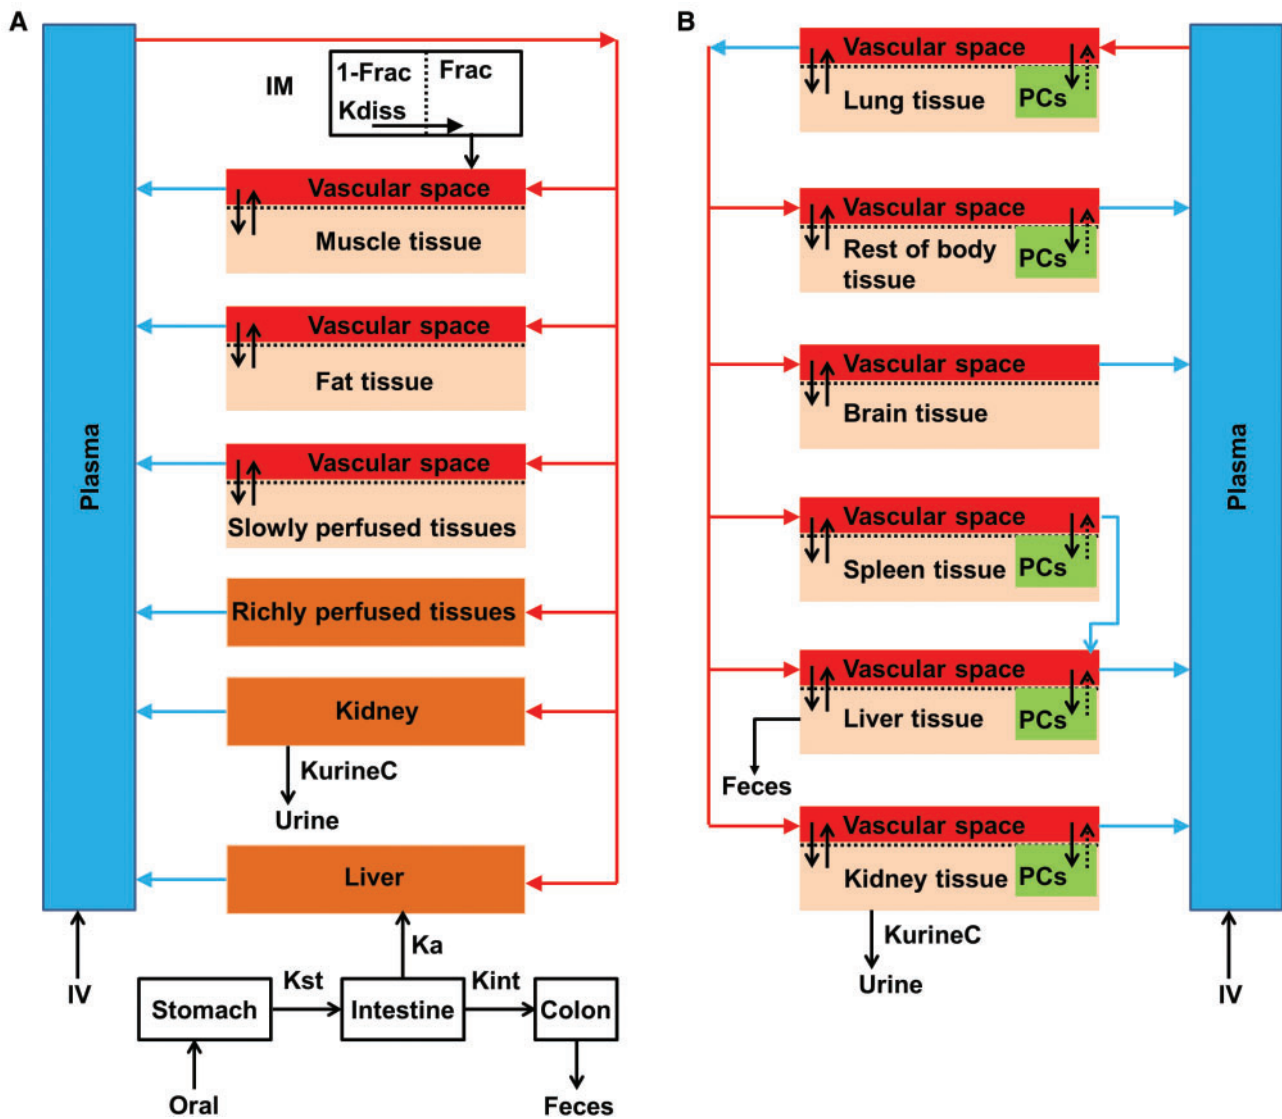 A
IM
1-Frac
Frac
Kdiss
Vascular space
Muscle tissue
Vascular space
Fat tissue
Vascular space
Slowly perfused tissues
Richly perfused tissues
Kidney
KurineC
Urine
Liver
Plasma
Ka
IV
Kst
Kint
Stomach
Intestine
Colon
Oral
Feces
B
Vascular space
Lung tissue
PCs
Vascular space
Rest of body
tissue
PCs
Vascular space
Brain tissue
Vascular space
Spleen tissue
PCs
Vascular space
Liver tissue
PCs
Feces
Vascular space
Kidney tissue
PCs
KurineC
Urine
Plasma
IV